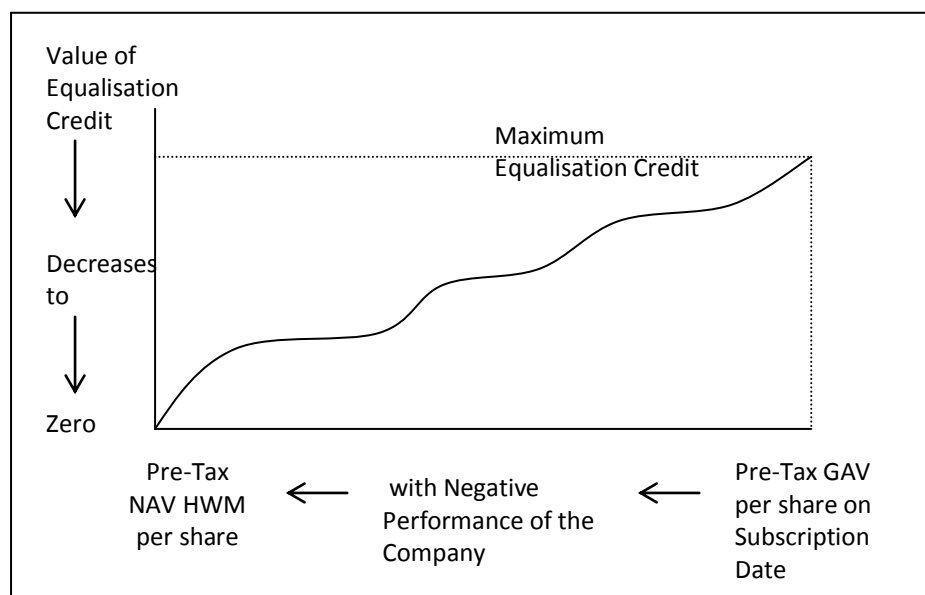 Value of
Equalisation
Credit
Maximum
Equalisation Credit
Decreases
to
Zero
Pre-Tax
NAV HWM
per share
with Negative
Performance of the
Company
Pre-Tax GAV
per share on
Subscription
Date